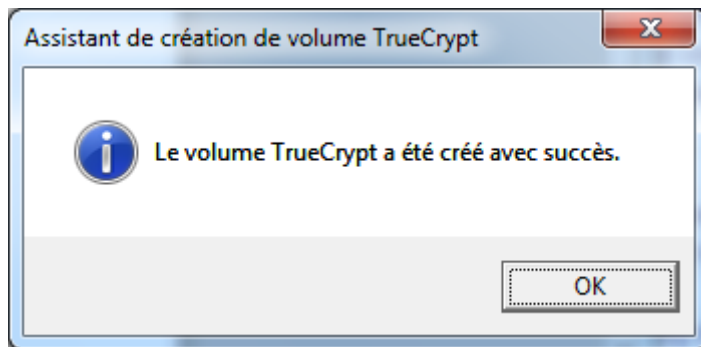 Assistant de création de volume TrueCrypt
Le volume TrueCrypt a été créé avec succès.
OK